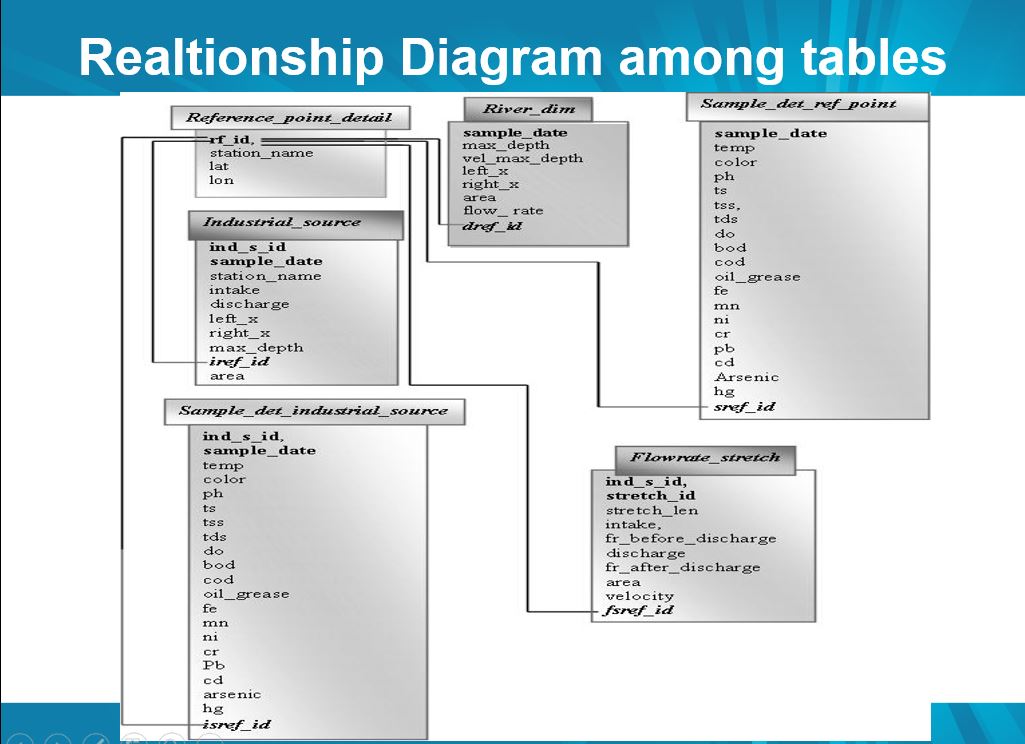 Realtionship Diagram among tables
Reference_point_detail
rf_id,
station_name
lat
lon
River_dim
sample_date
max_depth
vel_max_depth
left_x
right_x
area
flow_ rate
dref_id
Sample_det_ref_point
sample_date
temp
color
ph
ts
tss,
tds
do
bod
cod
oil_grease
fe
mn
ni
cr
pb
cd
Arsenic
hg
sref_id
Industrial_source
ind_s_id
sample_date
station_name
intake
discharge
left_x
right_x
max_depth
iref_id
area
Sample_det_industrial_source
ind_s_id,
sample_date
temp
color
ph
ts
tss
tds
do
bod
cod
oil_grease
fe
mn
ni
cr
Pb
cd
arsenic
hg
isref_id
Flowrate_stretch
ind_s_id,
stretch_id
stretch_len
intake,
fr_before_discharge
discharge
fr_after_discharge
area
velocity
fsref_id